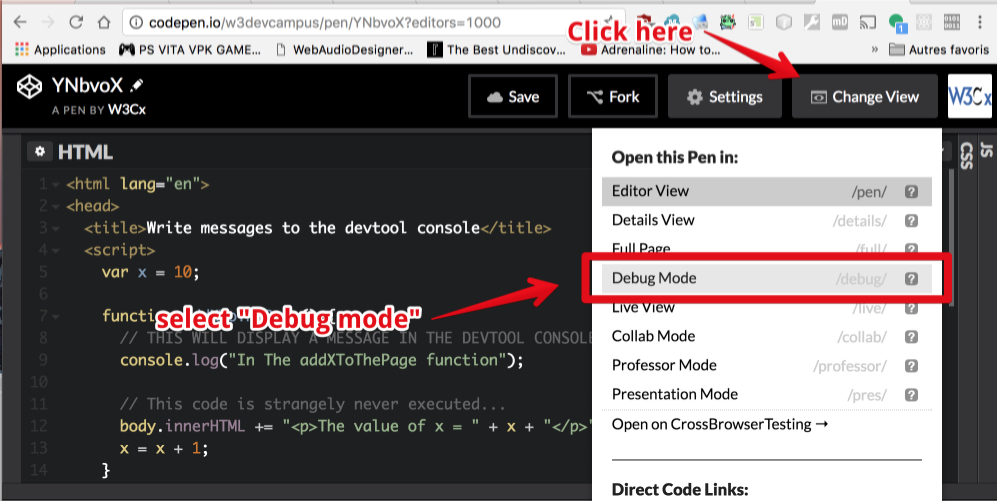 codepen.io/w3devcampus/pen/YNbvoX?editors=1000
Applications PS VITA VPK GAME... WebAudioDesigner... The Best Undiscov... Adrenaline: How to... » Autres favoris
Click here
YNbvoX
A PEN BY W3Cx
Save Fork Settings Change View W3Cx
HTML
CSS
JS
1 <html lang="en">
2 <head>
3 <title>Write messages to the devtool console</title>
4 <script>
5 var x = 10;
6
7 func
8 // THIS WILL DISPLAY A MESSAGE IN THE DEVTOOL CONSOLE
9 console.log("In The addXToThePage function");
10
11 // This code is strangely never executed...
12 body.innerHTML += "<p>The value of x = " + x + "</p>"
13 x = x + 1;
14 }
select "Debug mode"
Open this Pen in:
Editor View /pen/ ?
Details View /details/ ?
Full Page /full/ ?
Debug Mode /debug/ ?
Live View /live/ ?
Collab Mode /collab/ ?
Professor Mode /professor/ ?
Presentation Mode /pres/ ?
Open on CrossBrowserTesting →
Direct Code Links: